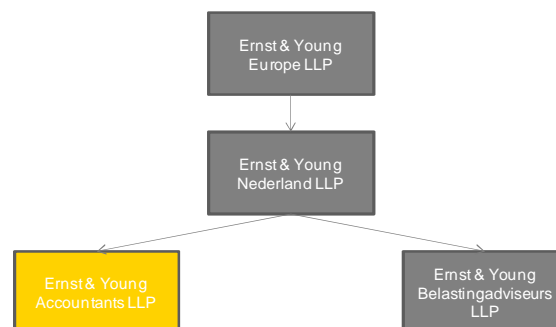 Ernst & Young
Europe LLP
Ernst & Young
Nederland LLP
Ernst & Young
Accountants LLP
Ernst & Young
Belastingadviseurs
LLP